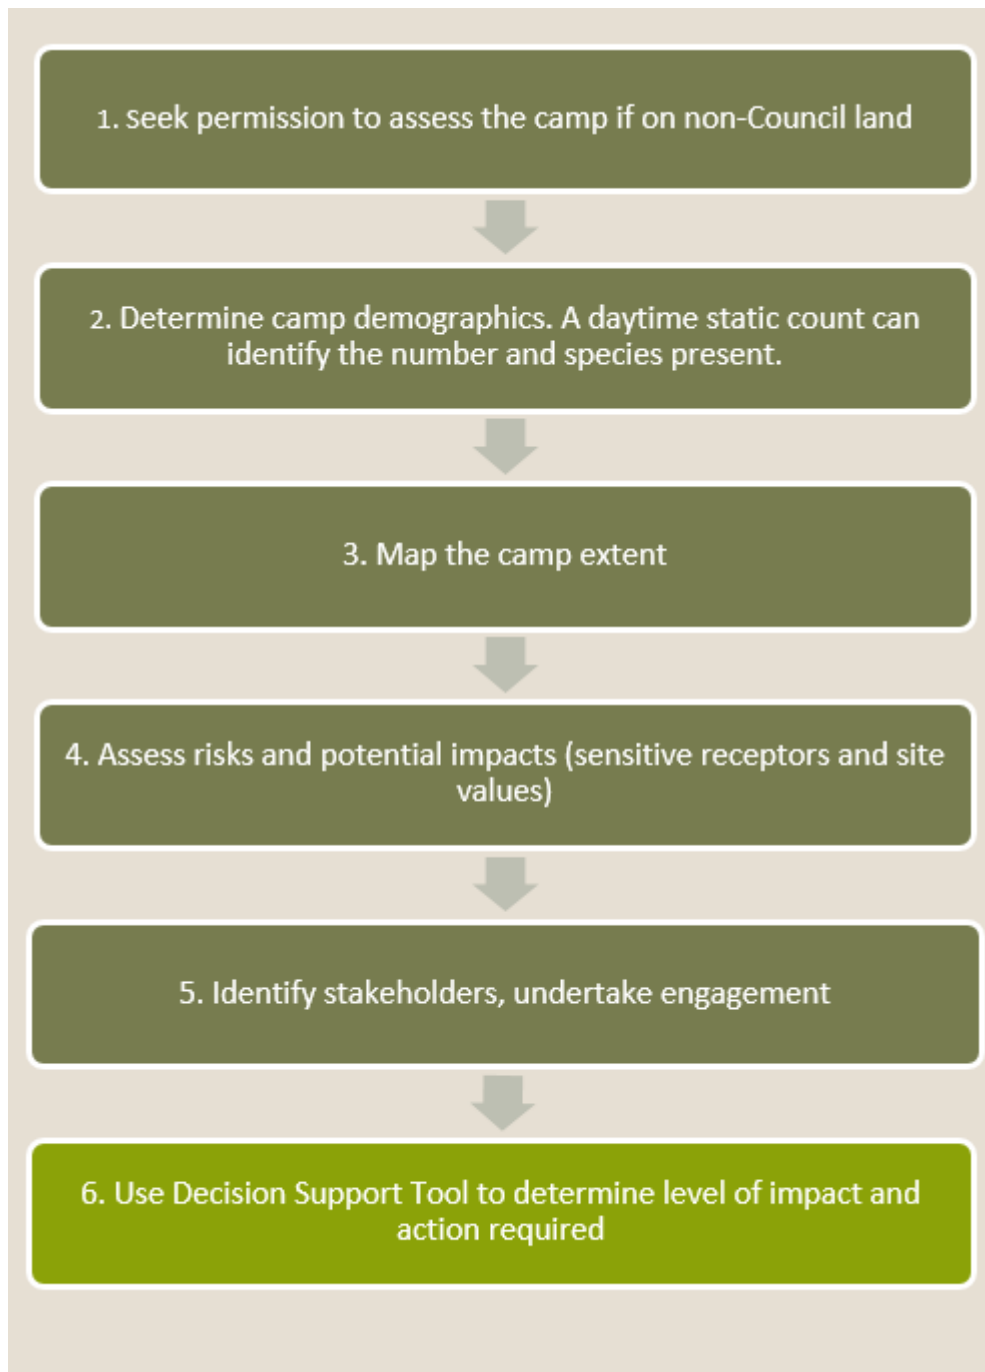 1. Seek permission to assess the camp if on non-Council land
2. Determine camp demographics. A daytime static count can
identify the number and species present.
3. Map the camp extent
4. Assess risks and potential impacts (sensitive receptors and site
values)
5. Identify stakeholders, undertake engagement
6. Use Decision Support Tool to determine level of impact and
action required